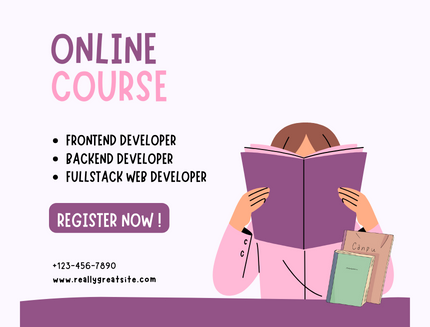 ONLINE
COURSE
• FRONTEND DEVELOPER
• BACKEND DEVELOPER
• FULLSTACK WEB DEVELOPER
REGISTER NOW !
+123-456-7890
www.reallygreatsite.com